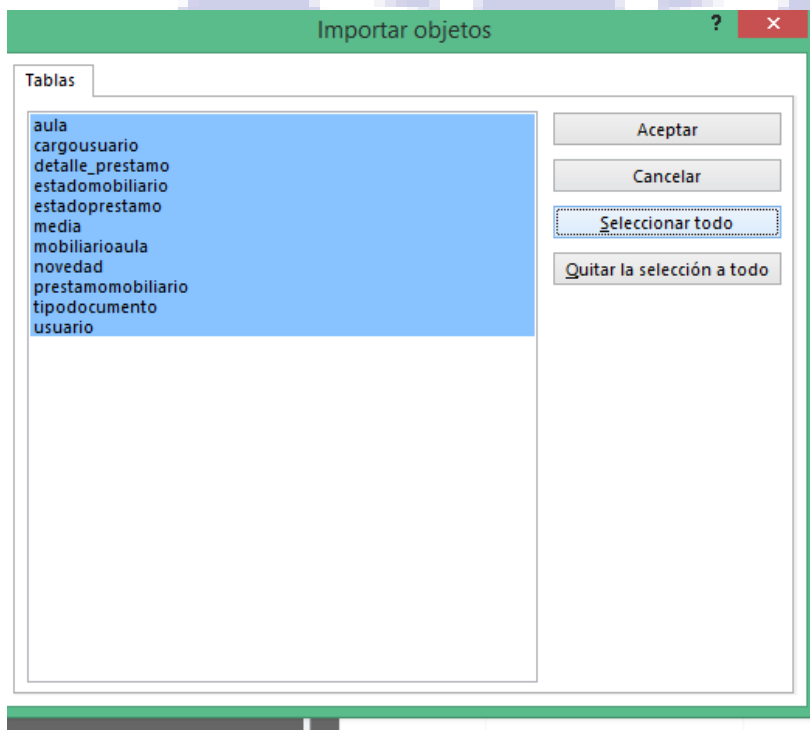 Importar objetos
? ×
Tablas
aula
cargousuario
detalle_prestamo
estadomobiliario
estadoprestamo
media
mobiliarioaula
novedad
prestamomobiliario
tipodocumento
usuario
Aceptar
Cancelar
Seleccionar todo
Quitar la selección a todo